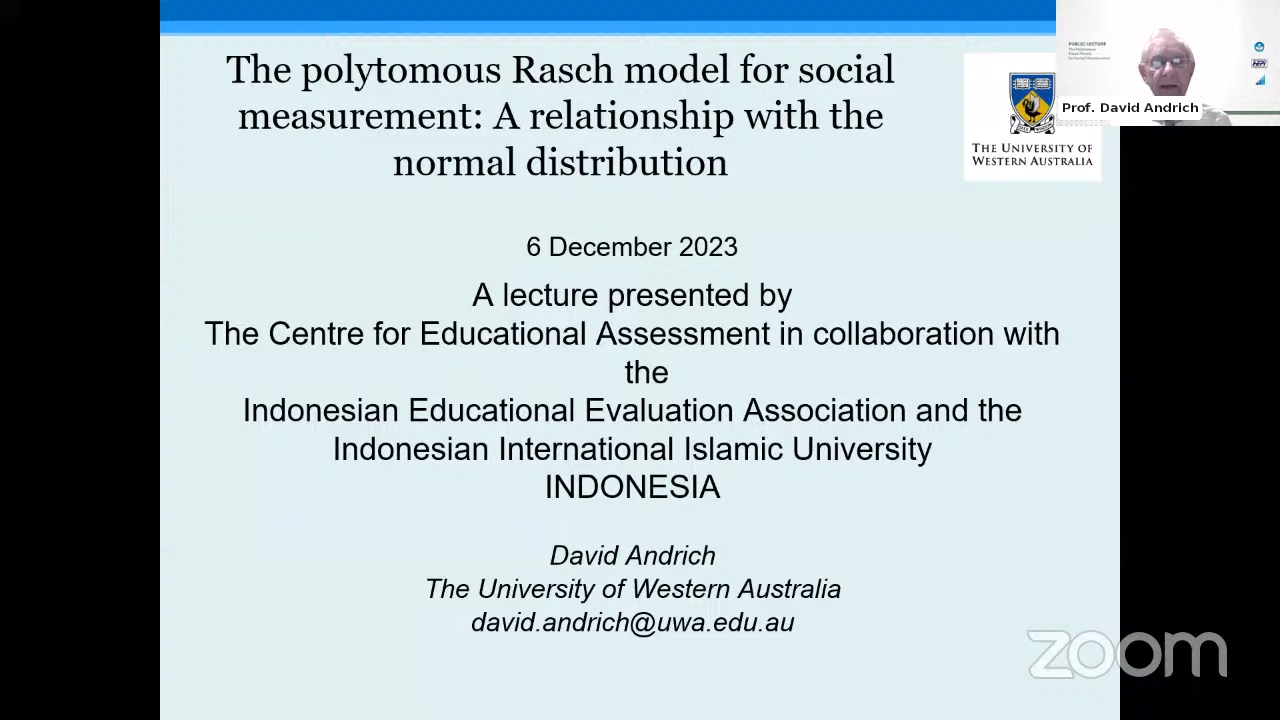 The polytomous Rasch model for social
measurement: A relationship with the
normal distribution
PUBLIC LECTURE
Prof. David Andrich
THE UNIVERSITY OF
WESTERN AUSTRALIA
6 December 2023
A lecture presented by
The Centre for Educational Assessment in collaboration with
the
Indonesian Educational Evaluation Association and the
Indonesian International Islamic University
INDONESIA
David Andrich
The University of Western Australia
david.andrich@uwa.edu.au
zoom